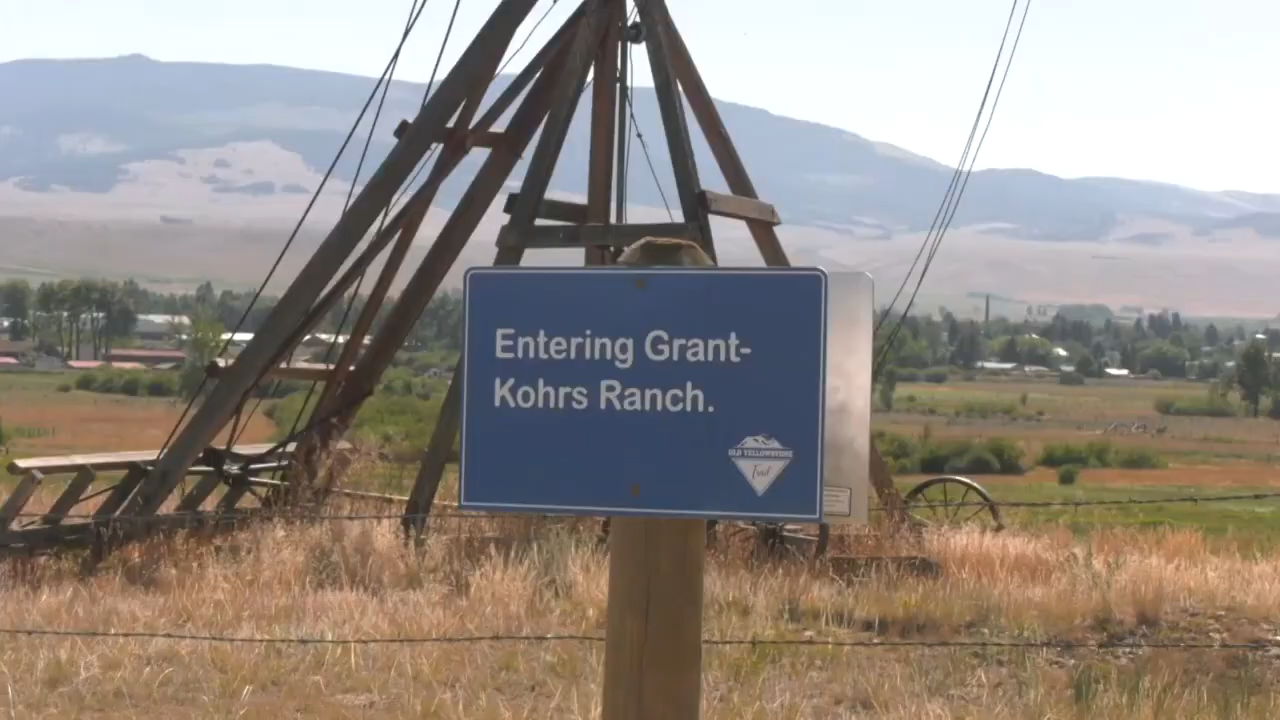 Entering Grant-
Kohrs Ranch.
OLD YELLOWSTONE
Trail